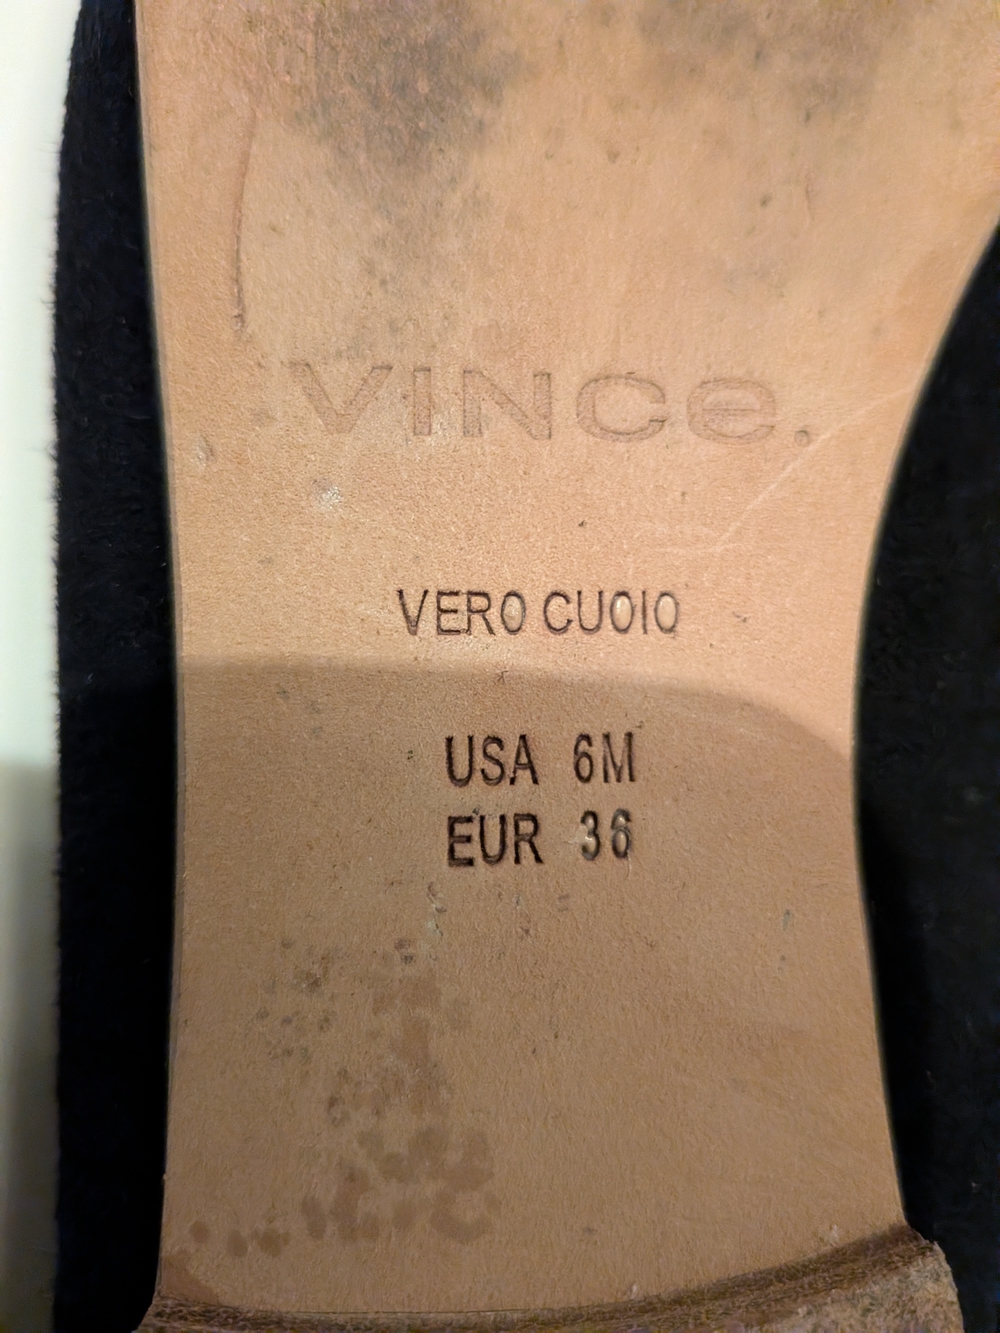 VINCE.
VERO CUOIO
USA 6M
EUR 36